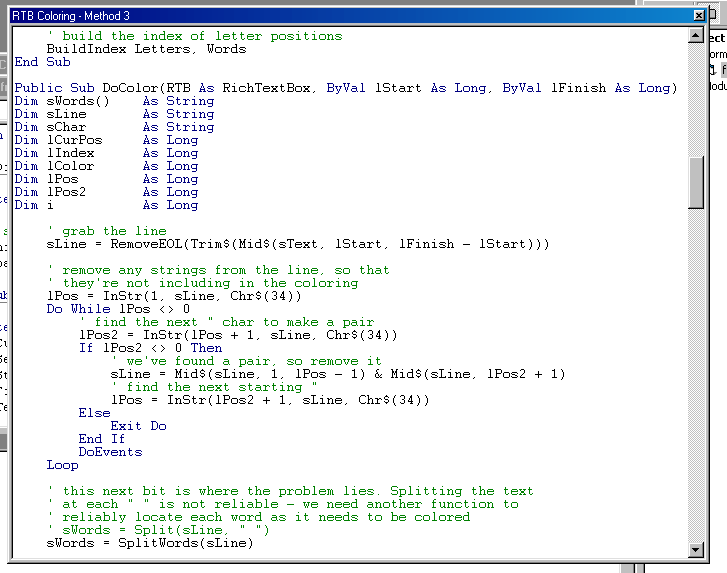 RTB Coloring - Method 3
    ' build the index of letter positions
    BuildIndex Letters, Words
End Sub

Public Sub DoColor(RTB As RichTextBox, ByVal lStart As Long, ByVal lFinish As Long)
Dim sWords()    As String
Dim sLine       As String
Dim sChar       As String
Dim lCurPos     As Long
Dim lIndex      As Long
Dim lColor      As Long
Dim lPos        As Long
Dim lPos2       As Long
Dim i           As Long

    ' grab the line
    sLine = RemoveEOL(Trim$(Mid$(sText, lStart, lFinish - lStart)))

    ' remove any strings from the line, so that
    ' they're not including in the coloring
    lPos = InStr(1, sLine, Chr$(34))
    Do While lPos <> 0
        ' find the next " char to make a pair
        lPos2 = InStr(lPos + 1, sLine, Chr$(34))
        If lPos2 <> 0 Then
            ' we've found a pair, so remove it
            sLine = Mid$(sLine, 1, lPos - 1) & Mid$(sLine, lPos2 + 1)
            ' find the next starting "
            lPos = InStr(lPos2 + 1, sLine, Chr$(34))
        Else
            Exit Do
        End If
        DoEvents
    Loop

    ' this next bit is where the problem lies. Splitting the text
    ' at each " " is not reliable - we need another function to
    ' reliably locate each word as it needs to be colored
    ' sWords = Split(sLine, " ")
    sWords = SplitWords(sLine)